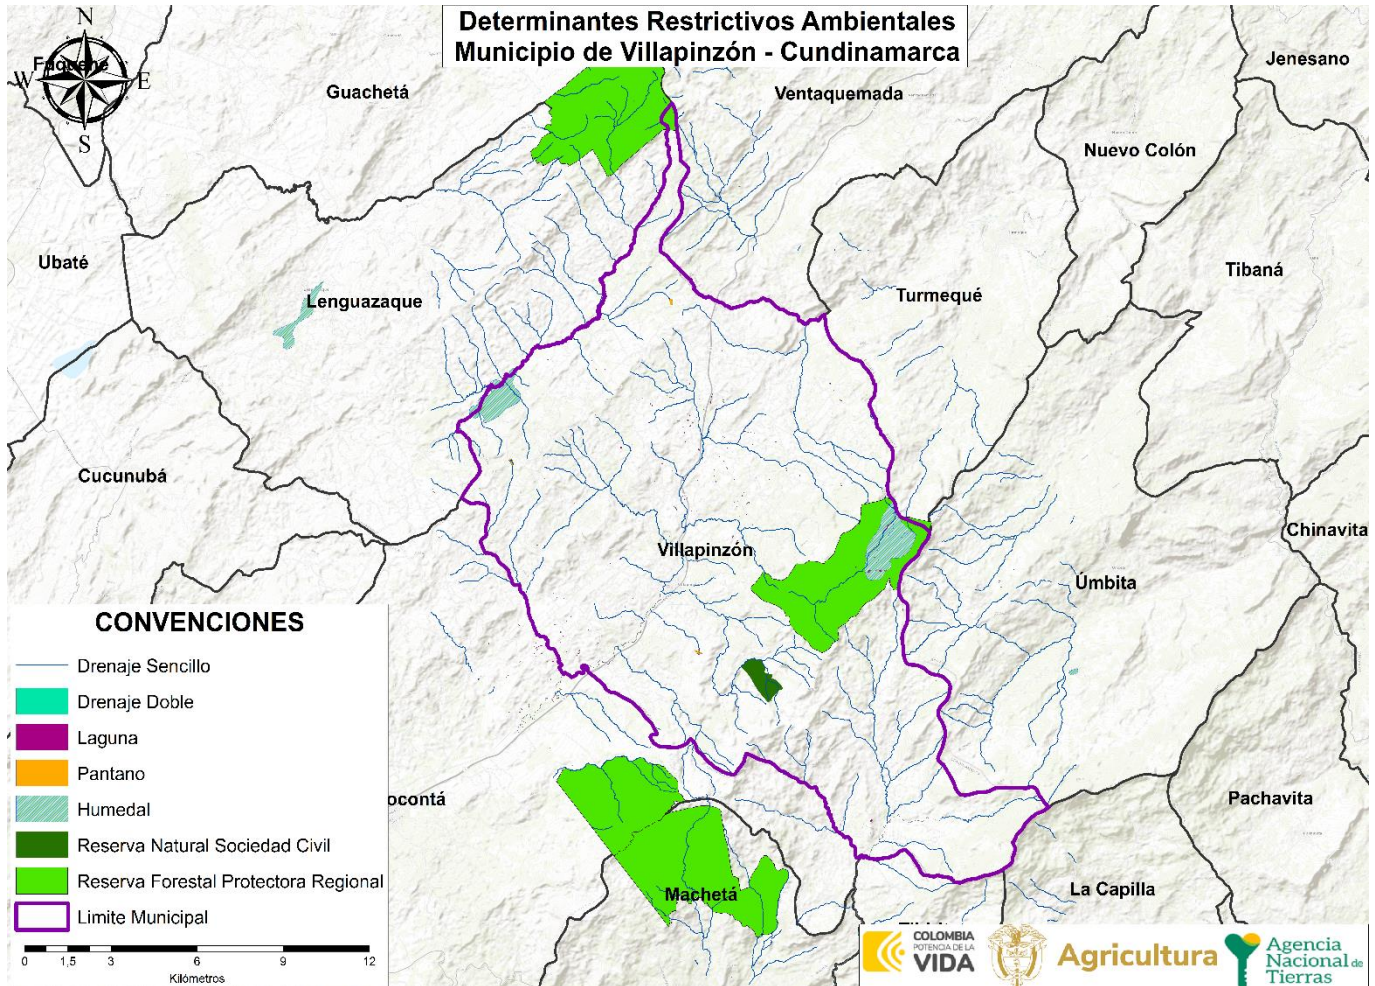 Determinantes Restrictivos Ambientales
Municipio de Villapinzón - Cundinamarca
N
W
E
S
Fúquene
Guachetá
Ventaquemada
Jenesano
Nuevo Colón
Ubaté
Lenguazaque
Turmequé
Tibaná
Cucunubá
Villapinzón
Chinavita
Úmbita
ocontá
Machetá
Pachavita
La Capilla
CONVENCIONES
Drenaje Sencillo
Drenaje Doble
Laguna
Pantano
Humedal
Reserva Natural Sociedad Civil
Reserva Forestal Protectora Regional
Limite Municipal
0 1,5 3 6 9 12
Kilómetros
COLOMBIA
POTENCIA DE LA
VIDA
Agricultura
Agencia
Nacional de
Tierras